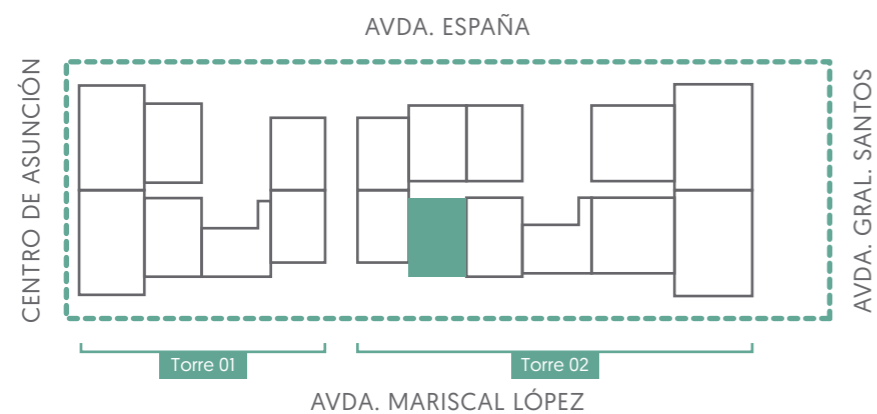 AVDA. ESPAÑA
CENTRO DE ASUNCIÓN
AVDA. GRAL. SANTOS
Torre 01
Torre 02
AVDA. MARISCAL LÓPEZ